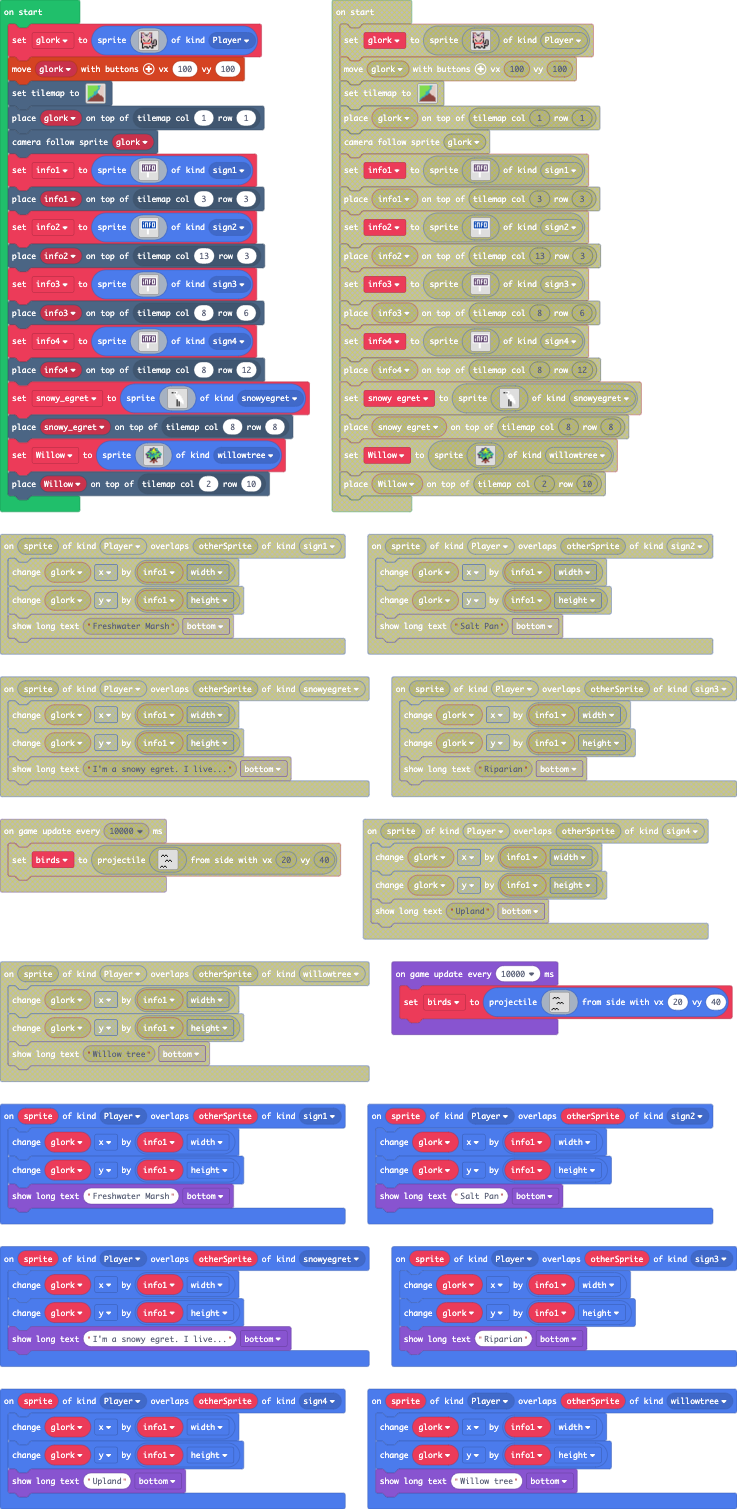 on start
set glork to sprite of kind Player
move glork with buttons vx 100 vy 100
set tilemap to
place glork on top of tilemap col 1 row 1
camera follow sprite glork
set info1 to sprite INFO of kind sign1
place info1 on top of tilemap col 3 row 3
set info2 to sprite INFO of kind sign2
place info2 on top of tilemap col 13 row 3
set info3 to sprite INFO of kind sign3
place info3 on top of tilemap col 8 row 6
set info4 to sprite INFO of kind sign4
place info4 on top of tilemap col 8 row 12
set snowy_egret to sprite of kind snowyegret
place snowy_egret on top of tilemap col 8 row 8
set Willow to sprite of kind willowtree
place Willow on top of tilemap col 2 row 10
on start
set glork to sprite of kind Player
move glork with buttons vx 100 vy 100
set tilemap to
place glork on top of tilemap col 1 row 1
camera follow sprite glork
set info1 to sprite INFO of kind sign1
place info1 on top of tilemap col 3 row 3
set info2 to sprite INFO of kind sign2
place info2 on top of tilemap col 13 row 3
set info3 to sprite INFO of kind sign3
place info3 on top of tilemap col 8 row 6
set info4 to sprite INFO of kind sign4
place info4 on top of tilemap col 8 row 12
set snowy egret to sprite of kind snowyegret
place snowy egret on top of tilemap col 8 row 8
set Willow to sprite of kind willowtree
place Willow on top of tilemap col 2 row 10
on sprite of kind Player overlaps otherSprite of kind sign1
change glork x by info1 width
change glork y by info1 height
show long text "Freshwater Marsh" bottom
on sprite of kind Player overlaps otherSprite of kind sign2
change glork x by info1 width
change glork y by info1 height
show long text "Salt Pan" bottom
on sprite of kind Player overlaps otherSprite of kind snowyegret
change glork x by info1 width
change glork y by info1 height
show long text "I'm a snowy egret. I live..." bottom
on sprite of kind Player overlaps otherSprite of kind sign3
change glork x by info1 width
change glork y by info1 height
show long text "Riparian" bottom
on game update every 10000 ms
set birds to projectile from side with vx 20 vy 40
on sprite of kind Player overlaps otherSprite of kind sign4
change glork x by info1 width
change glork y by info1 height
show long text "Upland" bottom
on sprite of kind Player overlaps otherSprite of kind willowtree
change glork x by info1 width
change glork y by info1 height
show long text "Willow tree" bottom
on game update every 10000 ms
set birds to projectile from side with vx 20 vy 40
on sprite of kind Player overlaps otherSprite of kind sign1
change glork x by info1 width
change glork y by info1 height
show long text "Freshwater Marsh" bottom
on sprite of kind Player overlaps otherSprite of kind sign2
change glork x by info1 width
change glork y by info1 height
show long text "Salt Pan" bottom
on sprite of kind Player overlaps otherSprite of kind snowyegret
change glork x by info1 width
change glork y by info1 height
show long text "I'm a snowy egret. I live..." bottom
on sprite of kind Player overlaps otherSprite of kind sign3
change glork x by info1 width
change glork y by info1 height
show long text "Riparian" bottom
on sprite of kind Player overlaps otherSprite of kind sign4
change glork x by info1 width
change glork y by info1 height
show long text "Upland" bottom
on sprite of kind Player overlaps otherSprite of kind willowtree
change glork x by info1 width
change glork y by info1 height
show long text "Willow tree" bottom